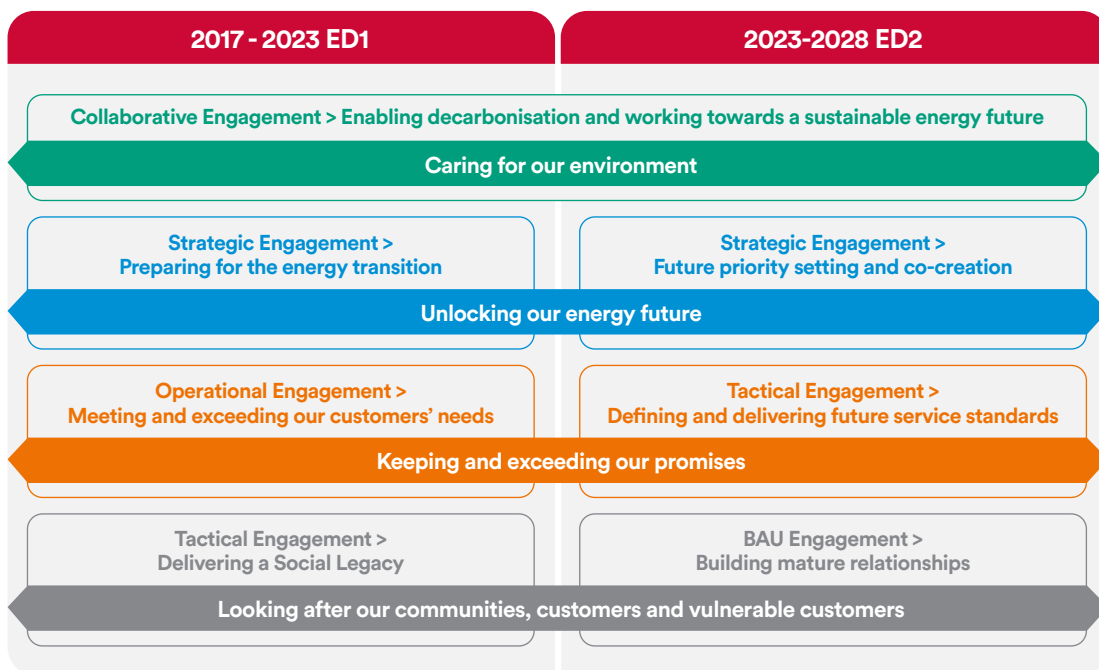 2017 - 2023 ED1
2023-2028 ED2
Collaborative Engagement > Enabling decarbonisation and working towards a sustainable energy future
Caring for our environment
Strategic Engagement >
Preparing for the energy transition
Strategic Engagement >
Future priority setting and co-creation
Unlocking our energy future
Operational Engagement >
Meeting and exceeding our customers’ needs
Tactical Engagement >
Defining and delivering future service standards
Keeping and exceeding our promises
Tactical Engagement >
Delivering a Social Legacy
BAU Engagement >
Building mature relationships
Looking after our communities, customers and vulnerable customers